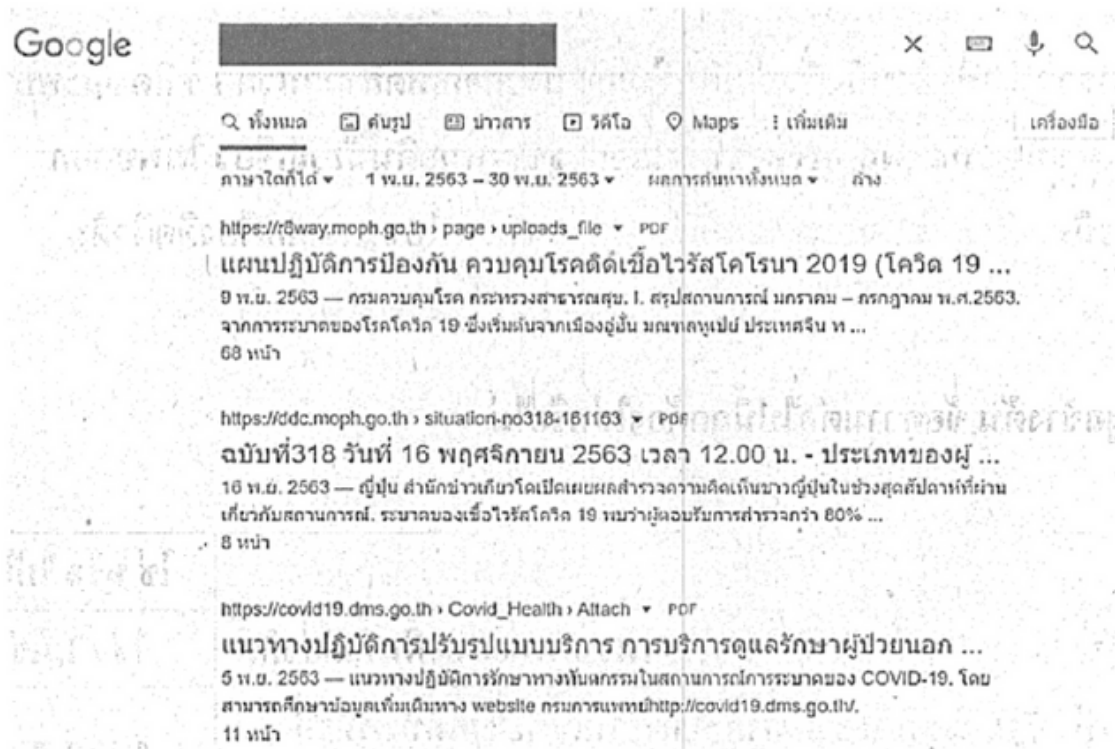 Google
ทั้งหมด ค้นรูป ข่าวสาร วิดีโอ Maps เพิ่มเติม เครื่องมือ
ภาษาใดก็ได้ 1 พ.ย. 2563 – 30 พ.ย. 2563 ผลการค้นหาทั้งหมด ล้าง
https://r8way.moph.go.th › page › uploads_file PDF
แผนปฏิบัติการป้องกัน ควบคุมโรคติดเชื้อไวรัสโคโรนา 2019 (โควิด 19 ...
9 พ.ย. 2563 — กรมควบคุมโรค กระทรวงสาธารณสุข. I. สรุปสถานการณ์ มกราคม – กรกฎาคม พ.ศ.2563.
จากการระบาดของโรคโควิด 19 ซึ่งเริ่มต้นจากเมืองอู่ฮั่น มณฑลหูเป่ย์ ประเทศจีน ท ...
68 หน้า
https://ddc.moph.go.th › situation-no318-161163 PDF
ฉบับที่318 วันที่ 16 พฤศจิกายน 2563 เวลา 12.00 น. - ประเภทของผู้ ...
16 พ.ย. 2563 — ญี่ปุ่น สำนักข่าวเกียวโดเปิดเผยผลสำรวจความคิดเห็นชาวญี่ปุ่นในช่วงสุดสัปดาห์ที่ผ่าน
เกี่ยวกับสถานการณ์. ระบาดของเชื้อไวรัสโควิด 19 พบว่าผู้ตอบรับการสำรวจกว่า 80% ...
8 หน้า
https://covid19.dms.go.th › Covid_Health › Attach PDF
แนวทางปฏิบัติการปรับรูปแบบบริการ การบริการดูแลรักษาผู้ป่วยนอก ...
5 พ.ย. 2563 — แนวทางปฏิบัติการรักษาทางทันตกรรมในสถานการณ์การระบาดของ COVID-19. โดย
สามารถศึกษาข้อมูลเพิ่มเติมทาง website กรมการแพทย์http://covid19.dms.go.th/.
11 หน้า